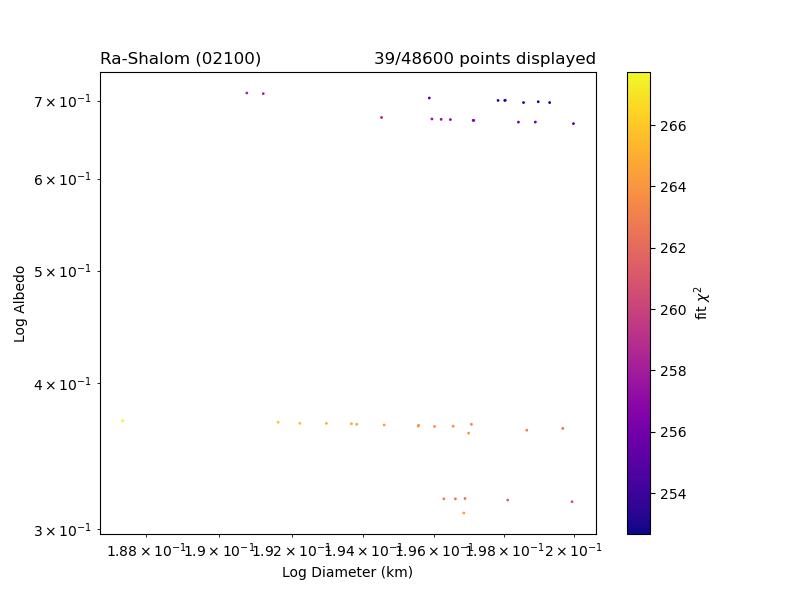 Ra-Shalom (02100) 39/48600 points displayed
7 × 10⁻¹
6 × 10⁻¹
5 × 10⁻¹
4 × 10⁻¹
3 × 10⁻¹
Log Albedo
1.88 × 10⁻¹ 1.9 × 10⁻¹ 1.92 × 10⁻¹ 1.94 × 10⁻¹ 1.96 × 10⁻¹ 1.98 × 10⁻¹ 2 × 10⁻¹
Log Diameter (km)
266
264
262
260
258
256
254
fit χ²